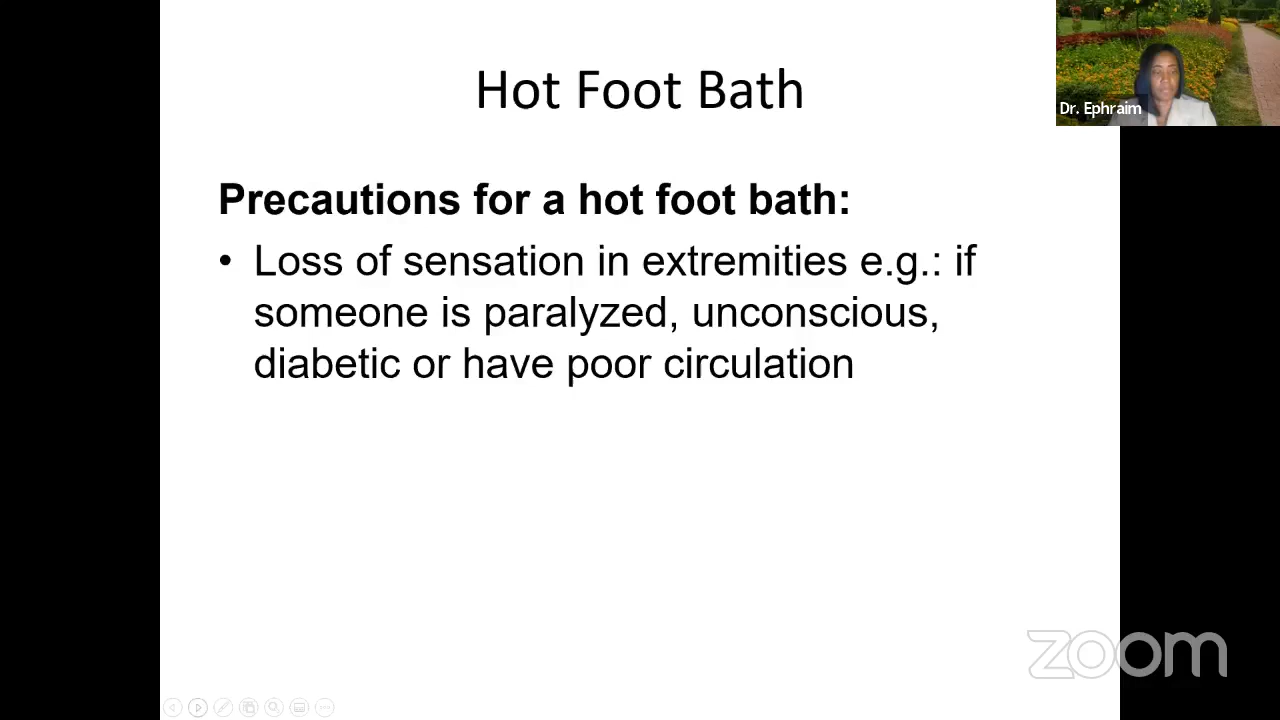 Hot Foot Bath
Dr. Ephraim
Precautions for a hot foot bath:
• Loss of sensation in extremities e.g.: if
someone is paralyzed, unconscious,
diabetic or have poor circulation
zoom